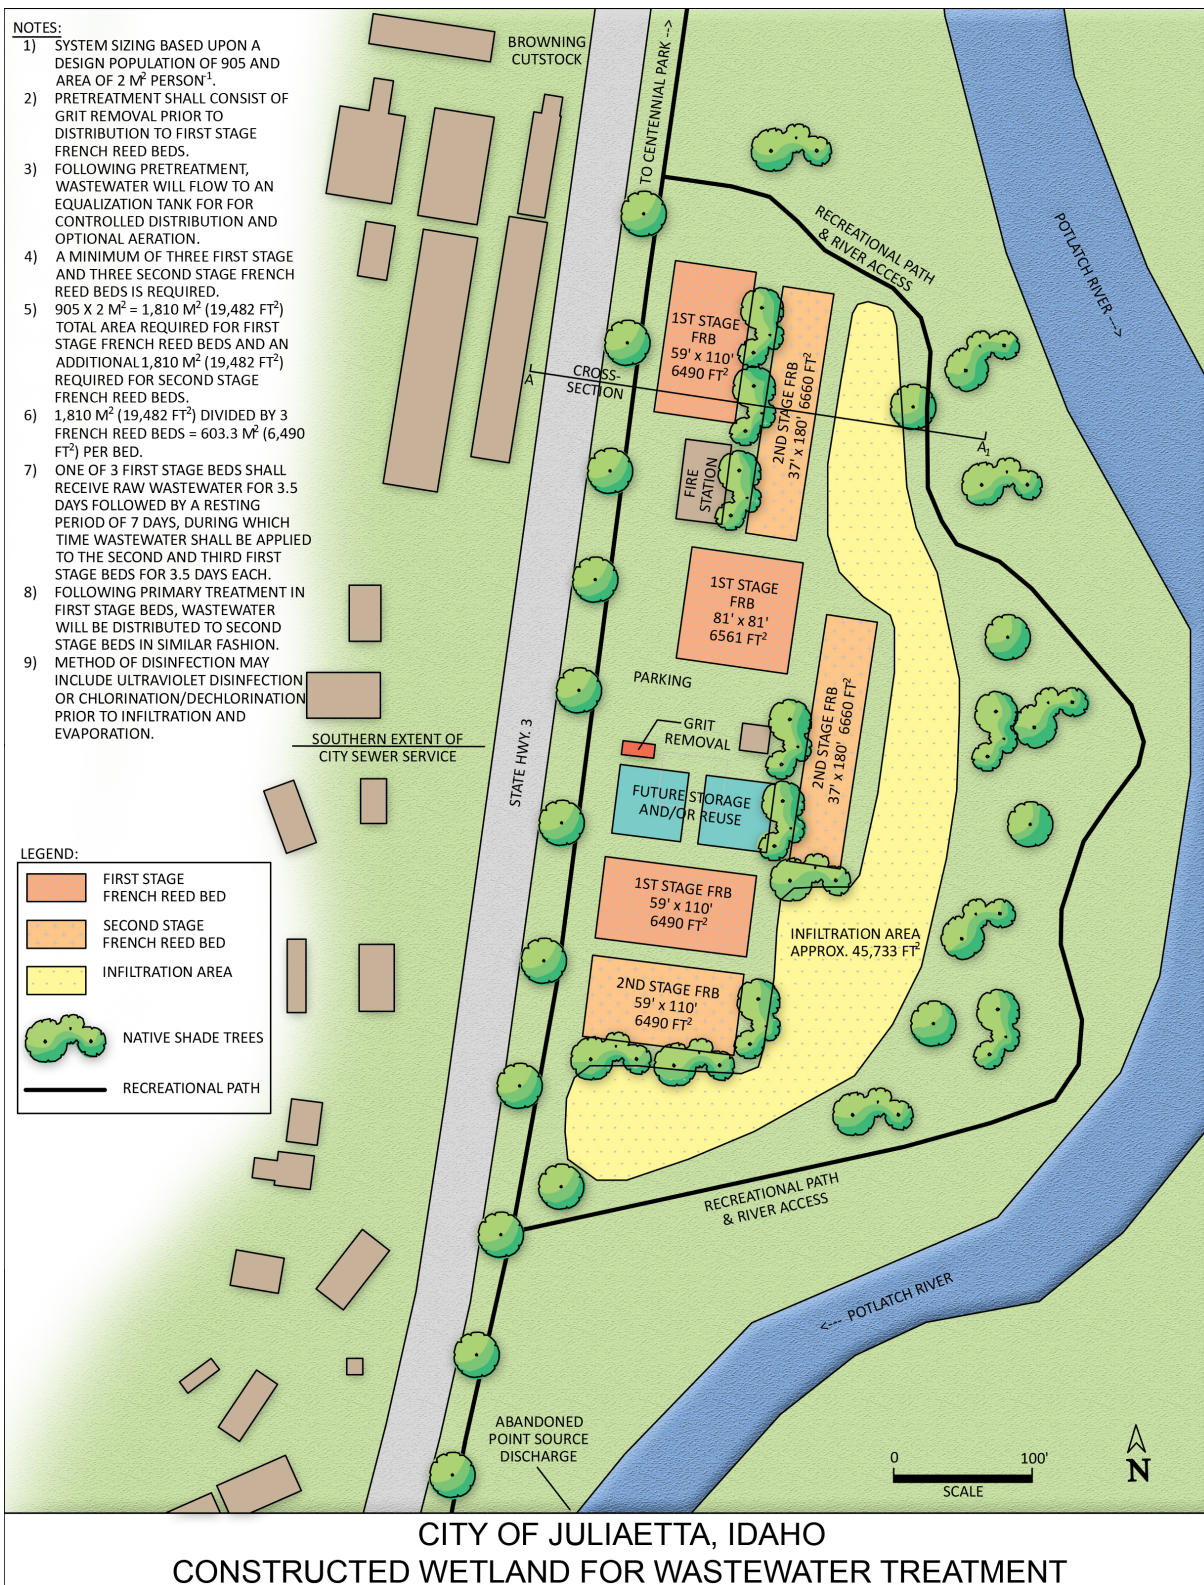 NOTES:
1) SYSTEM SIZING BASED UPON A
DESIGN POPULATION OF 905 AND
AREA OF 2 M² PERSON⁻¹.
2) PRETREATMENT SHALL CONSIST OF
GRIT REMOVAL PRIOR TO
DISTRIBUTION TO FIRST STAGE
FRENCH REED BEDS.
3) FOLLOWING PRETREATMENT,
WASTEWATER WILL FLOW TO AN
EQUALIZATION TANK FOR FOR
CONTROLLED DISTRIBUTION AND
OPTIONAL AERATION.
4) A MINIMUM OF THREE FIRST STAGE
AND THREE SECOND STAGE FRENCH
REED BEDS IS REQUIRED.
5) 905 X 2 M² = 1,810 M² (19,482 FT²)
TOTAL AREA REQUIRED FOR FIRST
STAGE FRENCH REED BEDS AND AN
ADDITIONAL 1,810 M² (19,482 FT²)
REQUIRED FOR SECOND STAGE
FRENCH REED BEDS.
6) 1,810 M² (19,482 FT²) DIVIDED BY 3
FRENCH REED BEDS = 603.3 M² (6,490
FT²) PER BED.
7) ONE OF 3 FIRST STAGE BEDS SHALL
RECEIVE RAW WASTEWATER FOR 3.5
DAYS FOLLOWED BY A RESTING
PERIOD OF 7 DAYS, DURING WHICH
TIME WASTEWATER SHALL BE APPLIED
TO THE SECOND AND THIRD FIRST
STAGE BEDS FOR 3.5 DAYS EACH.
8) FOLLOWING PRIMARY TREATMENT IN
FIRST STAGE BEDS, WASTEWATER
WILL BE DISTRIBUTED TO SECOND
STAGE BEDS IN SIMILAR FASHION.
9) METHOD OF DISINFECTION MAY
INCLUDE ULTRAVIOLET DISINFECTION
OR CHLORINATION/DECHLORINATION
PRIOR TO INFILTRATION AND
EVAPORATION.
SOUTHERN EXTENT OF
CITY SEWER SERVICE
LEGEND:
FIRST STAGE
FRENCH REED BED
SECOND STAGE
FRENCH REED BED
INFILTRATION AREA
NATIVE SHADE TREES
RECREATIONAL PATH
BROWNING
CUTSTOCK
TO CENTENNIAL PARK -->
RECREATIONAL PATH
& RIVER ACCESS
POTLATCH RIVER --->
1ST STAGE
FRB
59' x 110'
6490 FT²
2ND STAGE FRB
37' x 180' 6660 FT²
A
CROSS-
SECTION
A₁
FIRE
STATION
1ST STAGE
FRB
81' x 81'
6561 FT²
PARKING
2ND STAGE FRB
37' x 180' 6660 FT²
GRIT
REMOVAL
STATE HWY. 3
FUTURE STORAGE
AND/OR REUSE
1ST STAGE FRB
59' x 110'
6490 FT²
INFILTRATION AREA
APPROX. 45,733 FT²
2ND STAGE FRB
59' x 110'
6490 FT²
RECREATIONAL PATH
& RIVER ACCESS
<--- POTLATCH RIVER
ABANDONED
POINT SOURCE
DISCHARGE
0 100'
SCALE
N
CITY OF JULIAETTA, IDAHO
CONSTRUCTED WETLAND FOR WASTEWATER TREATMENT